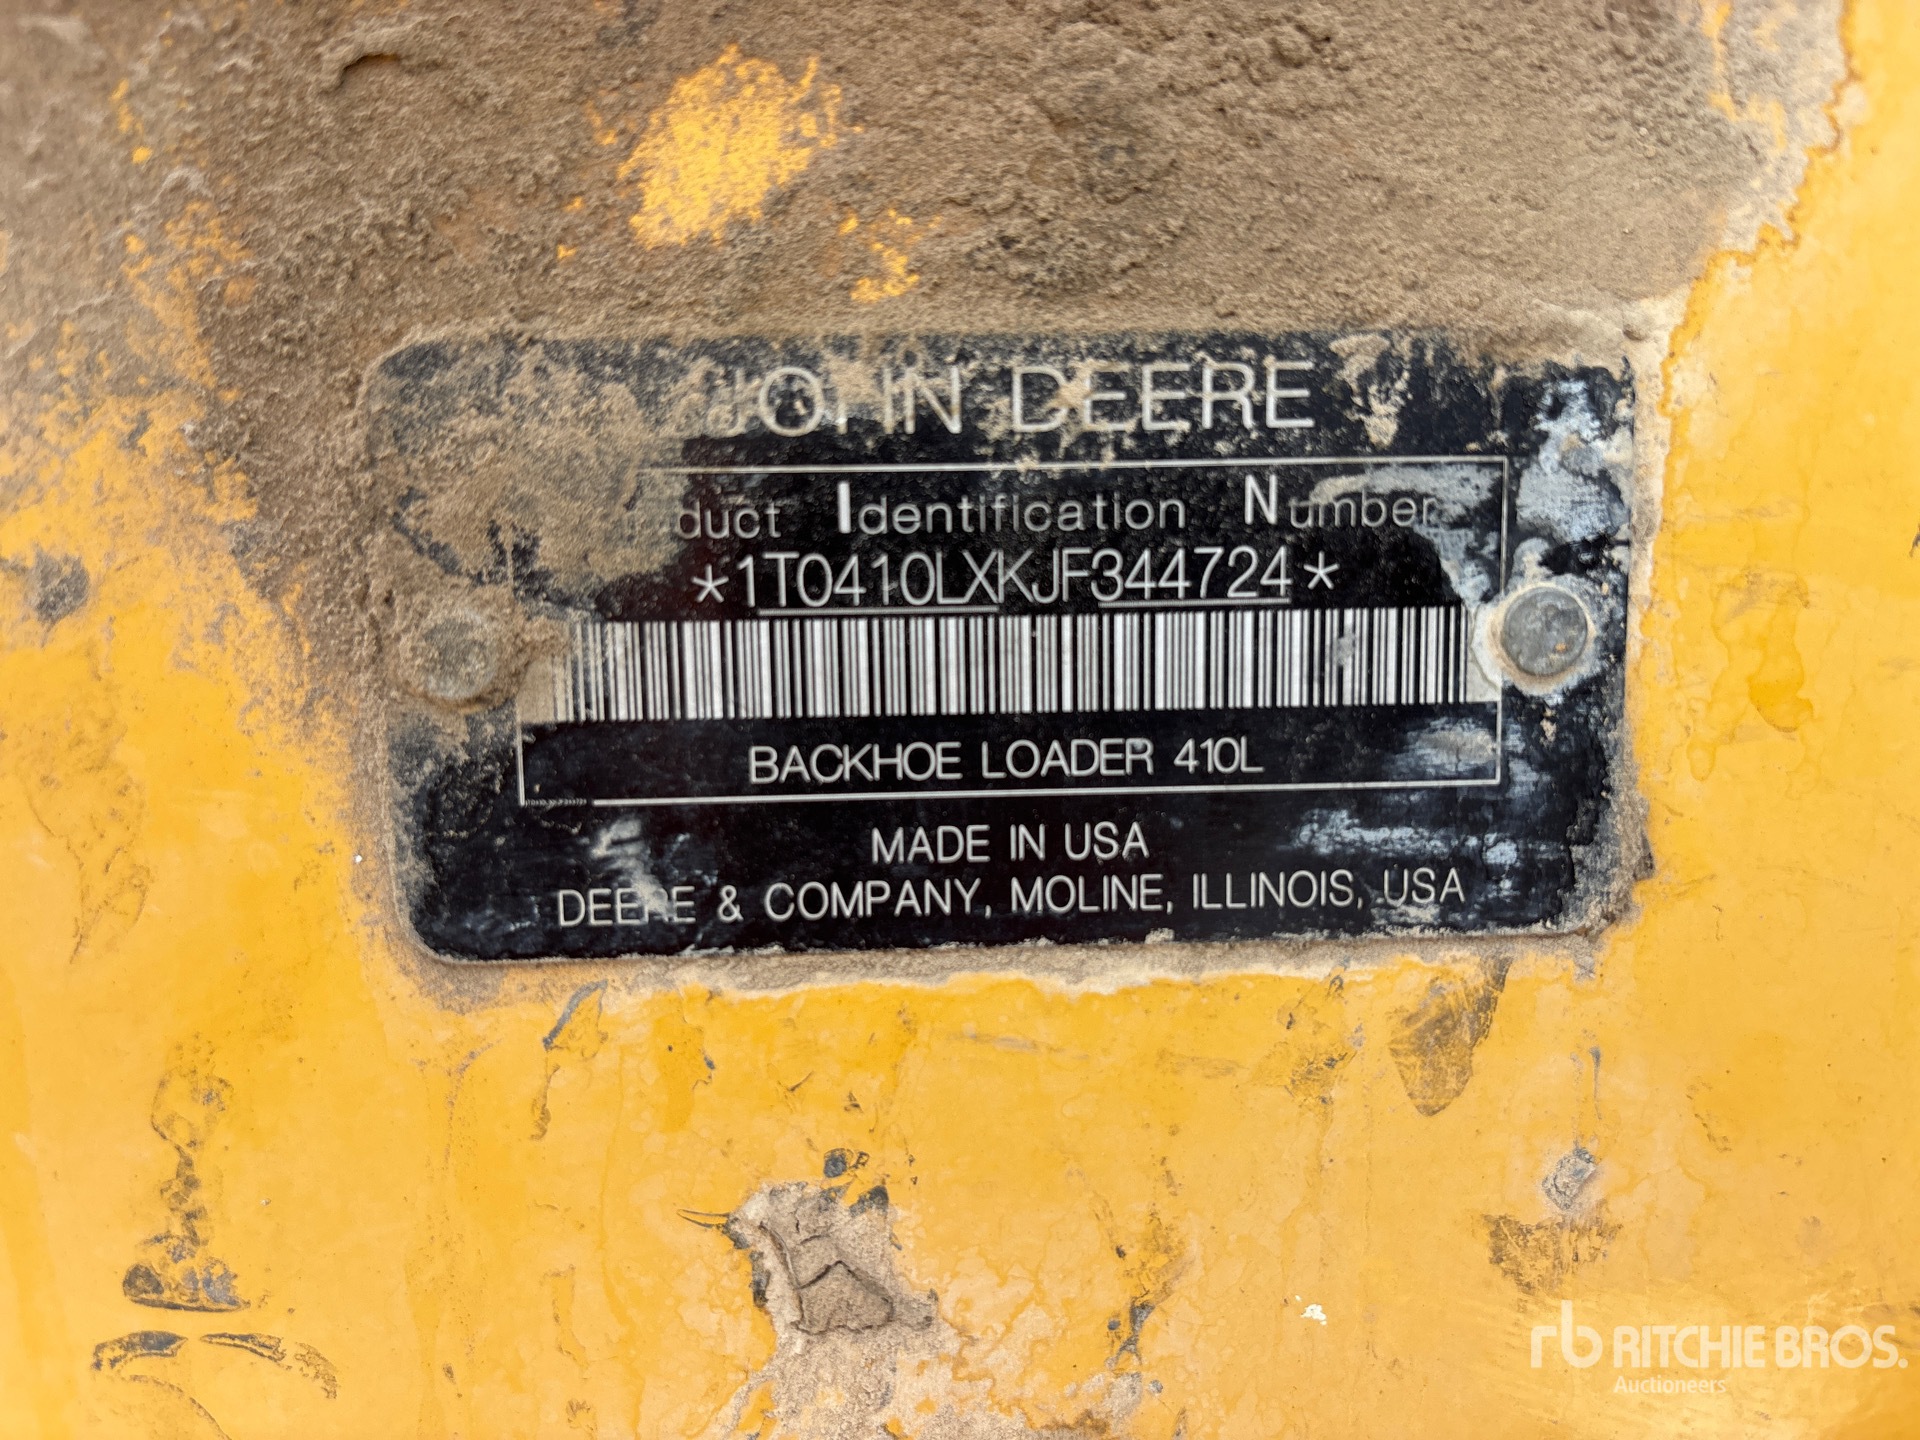 JOHN DEERE
Product Identification Number
*1T0410LXKJF344724*
BACKHOE LOADER 410L
MADE IN USA
DEERE & COMPANY, MOLINE, ILLINOIS, USA
rb RITCHIE BROS.
Auctioneers